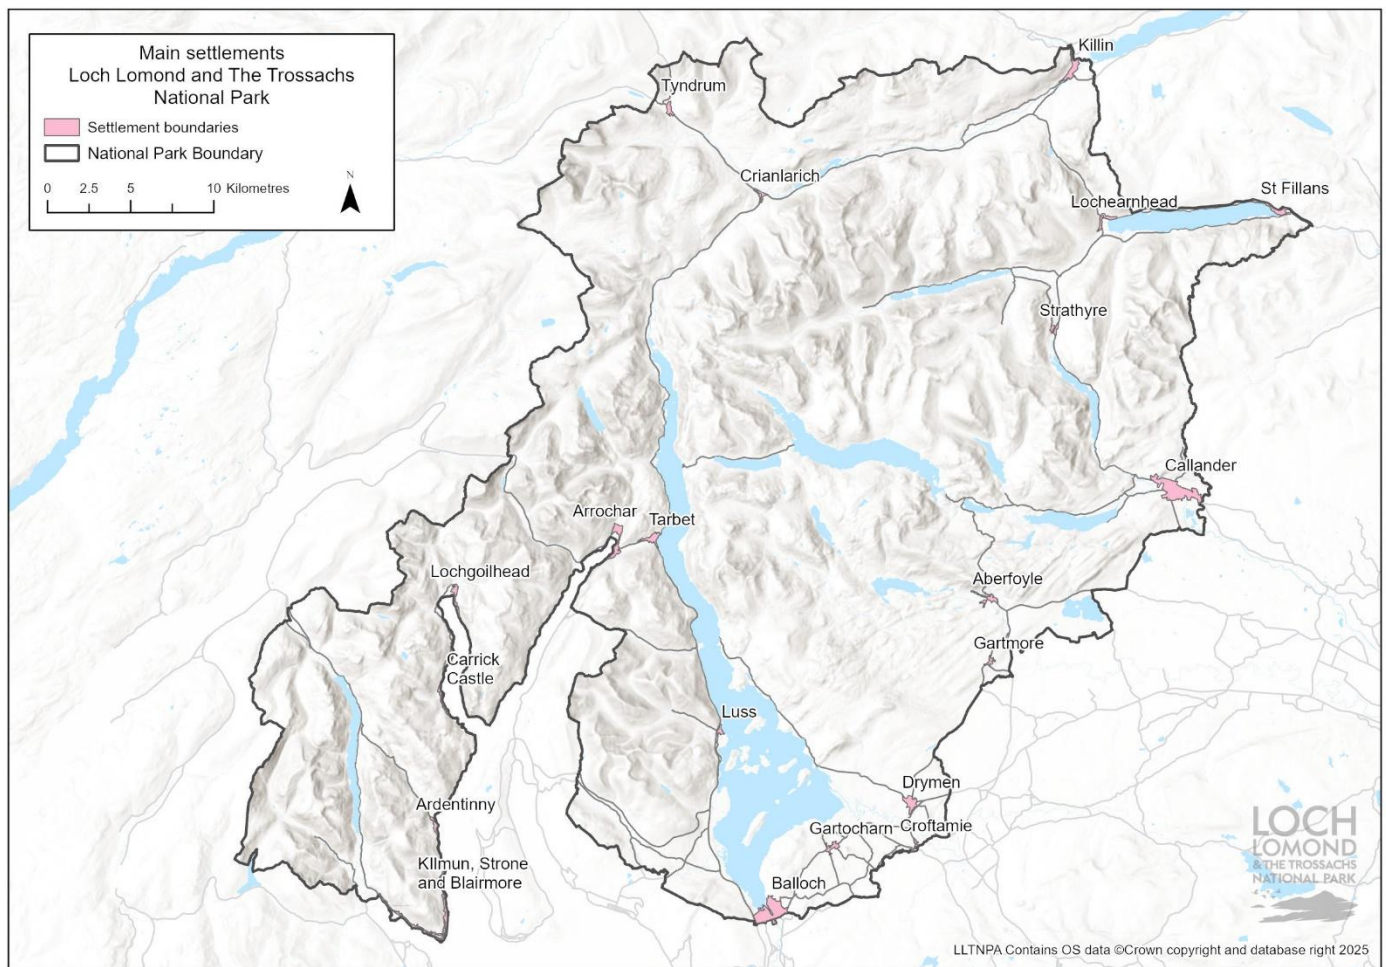 Main settlements
Loch Lomond and The Trossachs
National Park
Settlement boundaries
National Park Boundary
0 2.5 5 10 Kilometres
N
Killin
Tyndrum
Crianlarich
St Fillans
Lochearnhead
Strathyre
Callander
Arrochar
Tarbet
Lochgoilhead
Aberfoyle
Carrick
Castle
Gartmore
Luss
Drymen
Ardentinny
Gartocharn
Croftamie
KIlmun, Strone
and Blairmore
Balloch
LOCH
LOMOND
& THE TROSSACHS
NATIONAL PARK
LLTNPA Contains OS data ©Crown copyright and database right 2025